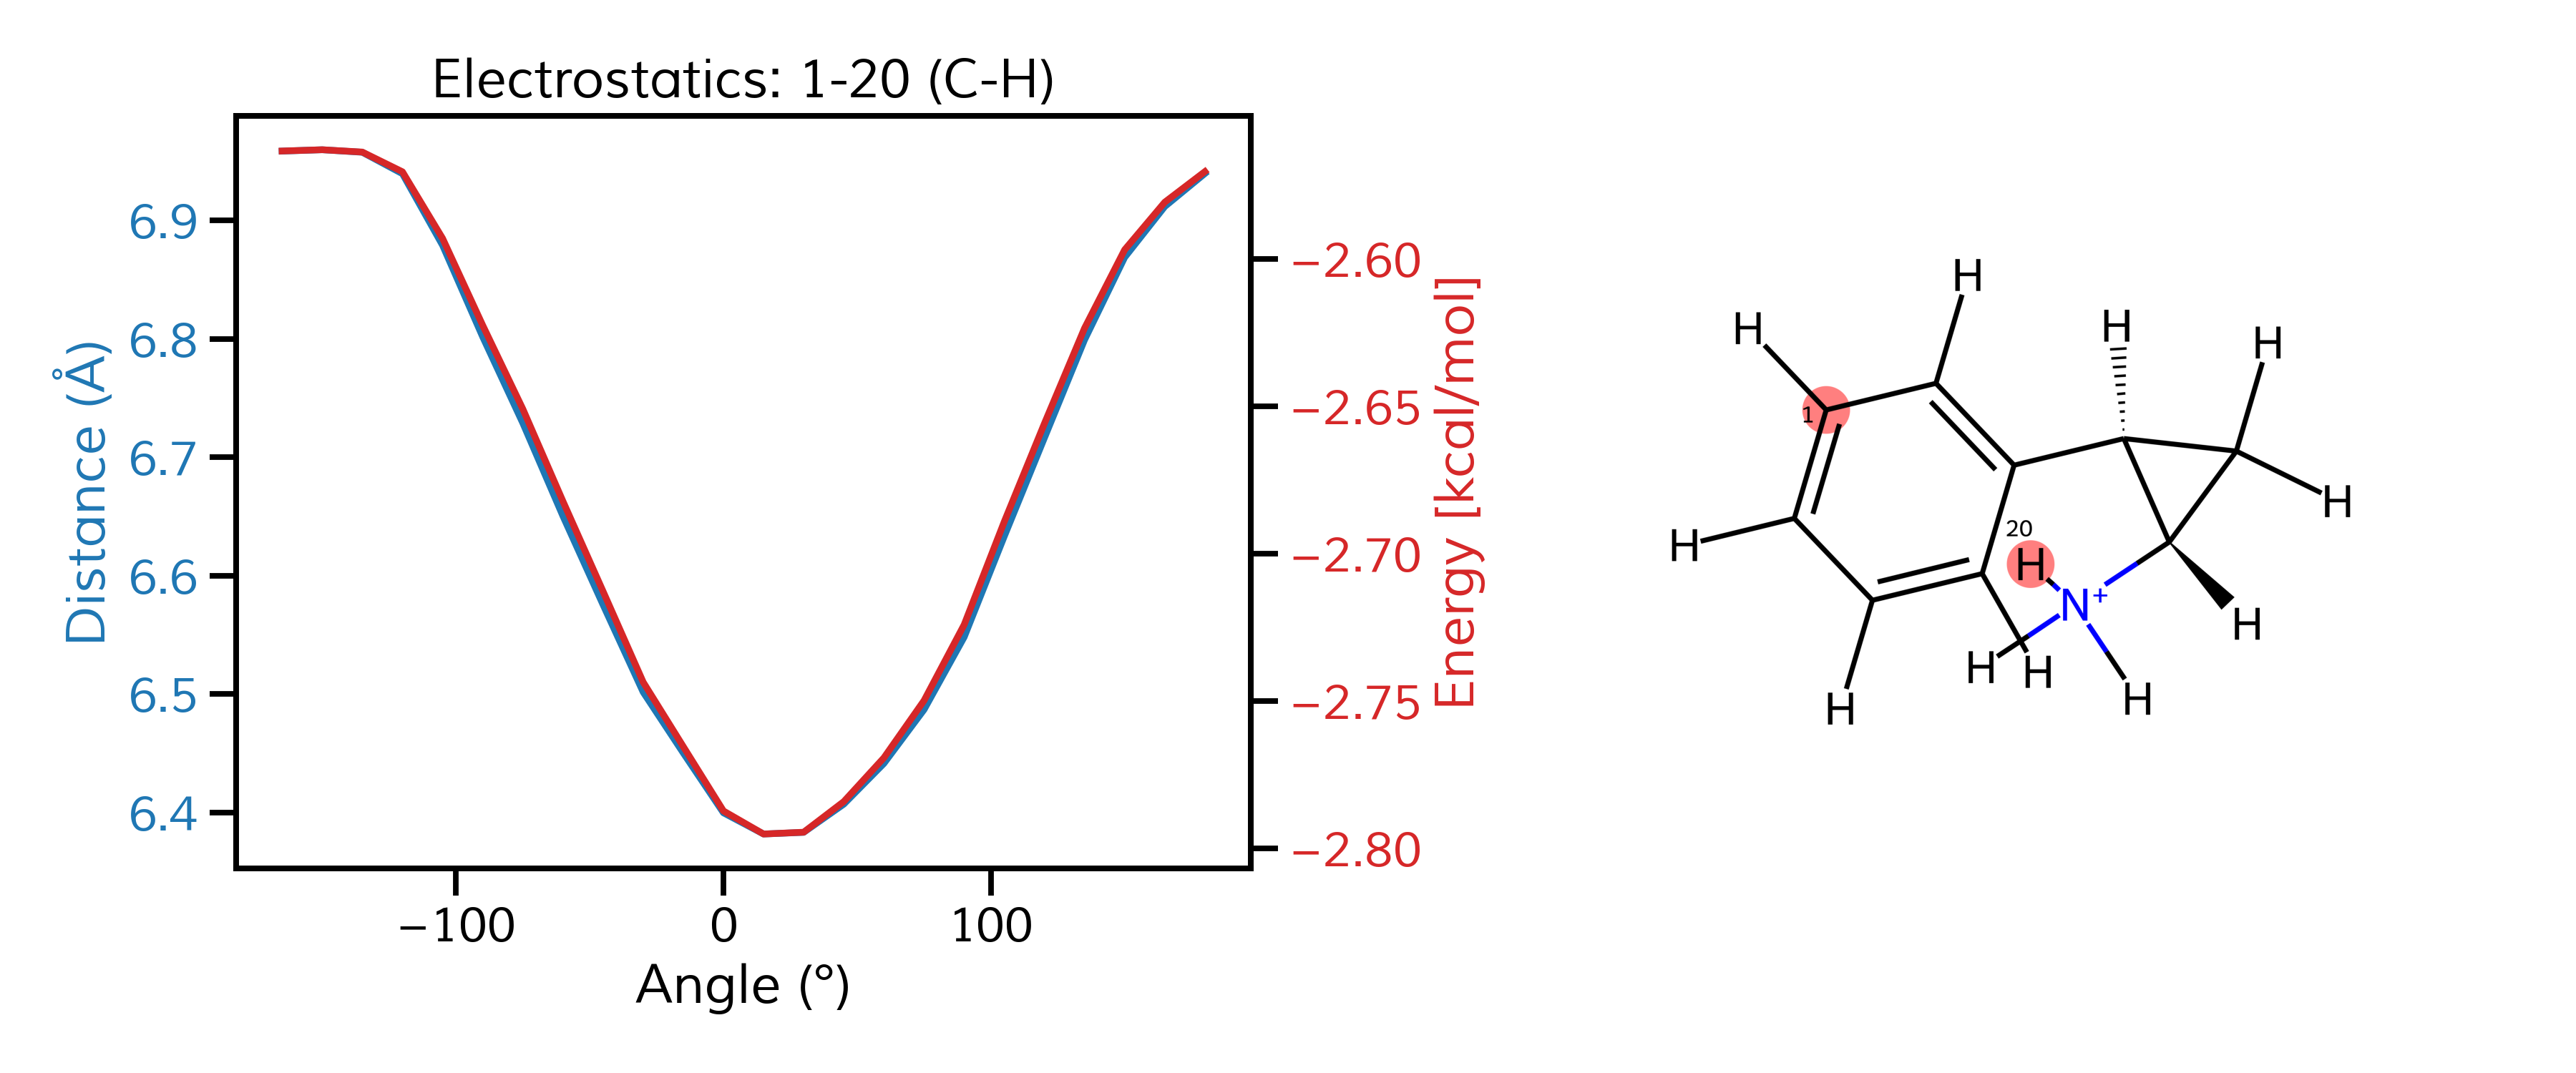 Electrostatics: 1-20 (C-H)
Distance (Å)
6.9
6.8
6.7
6.6
6.5
6.4
−100
0
100
Angle (°)
−2.60
−2.65
−2.70
−2.75
−2.80
Energy [kcal/mol]
H
H
H
H
H
1
H
20
H
H
N⁺
H
H
H
H
H